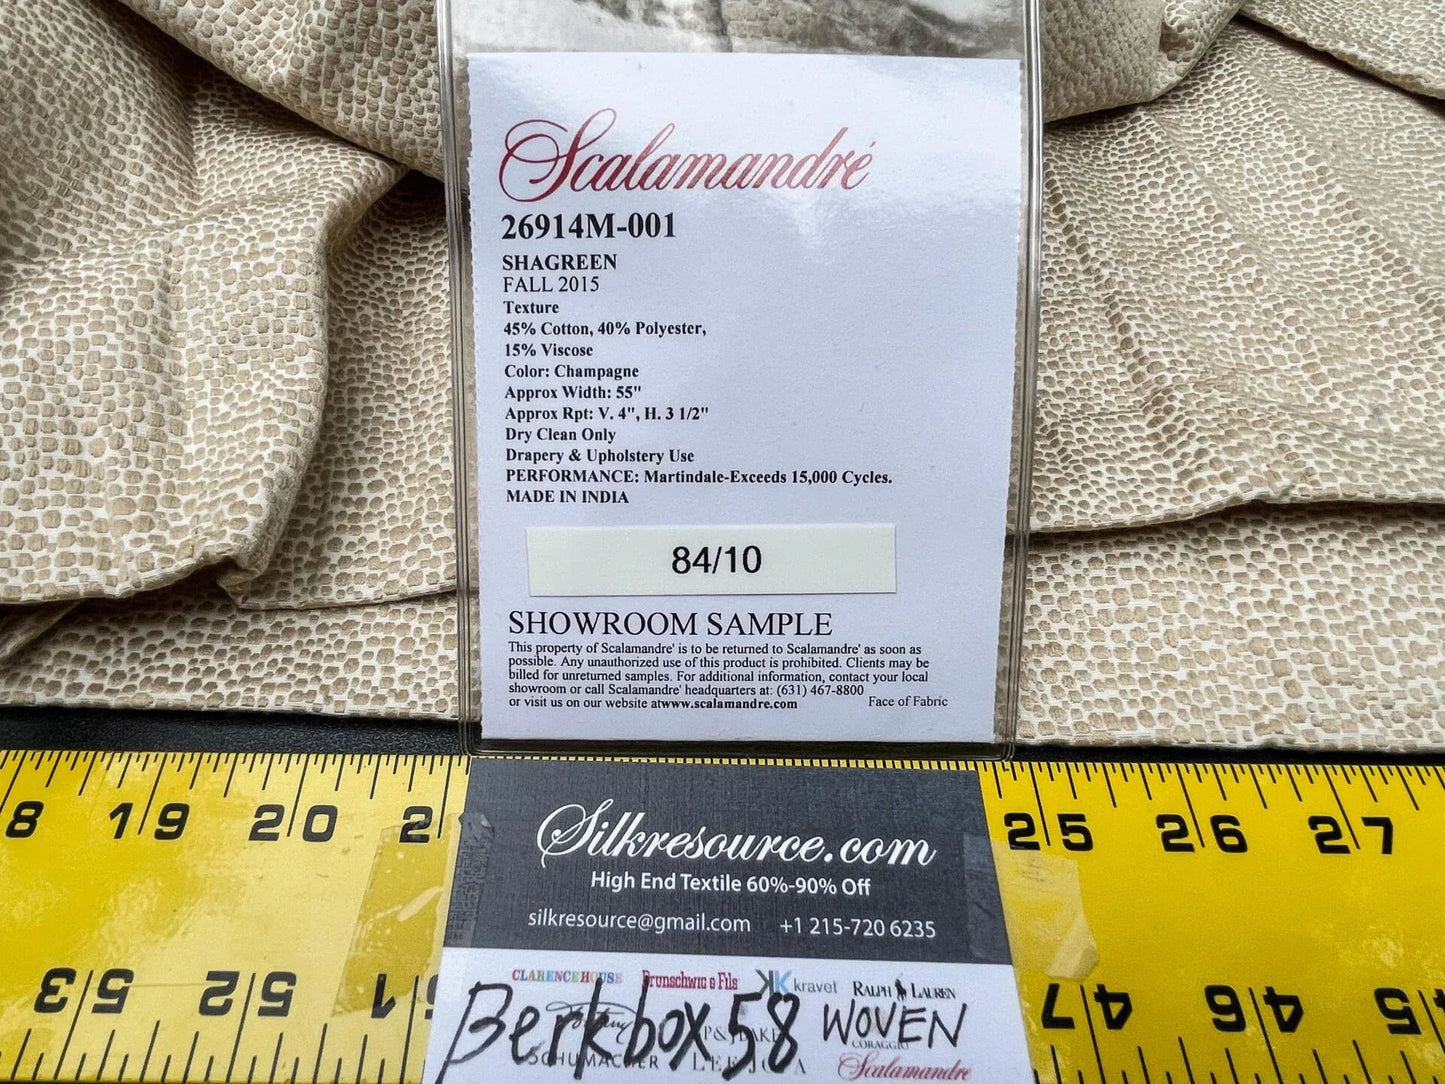 Scalamandré
26914M-001
SHAGREEN
FALL 2015
Texture
45% Cotton, 40% Polyester,
15% Viscose
Color: Champagne
Approx Width: 55"
Approx Rpt: V. 4", H. 3 1/2"
Dry Clean Only
Drapery & Upholstery Use
PERFORMANCE: Martindale-Exceeds 15,000 Cycles.
MADE IN INDIA
84/10
SHOWROOM SAMPLE
This property of Scalamandre' is to be returned to Scalamandre' as soon as
possible. Any unauthorized use of this product is prohibited. Clients may be
billed for unreturned samples. For additional information, contact your local
showroom or call Scalamandre' headquarters at: (631) 467-8800
or visit us on our website atwww.scalamandre.com Face of Fabric
8 19 20 2 25 26 27
Silkresource.com
High End Textile 60%-90% Off
silkresource@gmail.com +1 215-720 6235
CLARENCE HOUSE Brunschwig & Fils kravet RALPH LAUREN
Berkbox 58 WOVEN
CORAGGIO
SCHUMACHER LEE JOFA Scalamandre
53 52 51 47 46 45